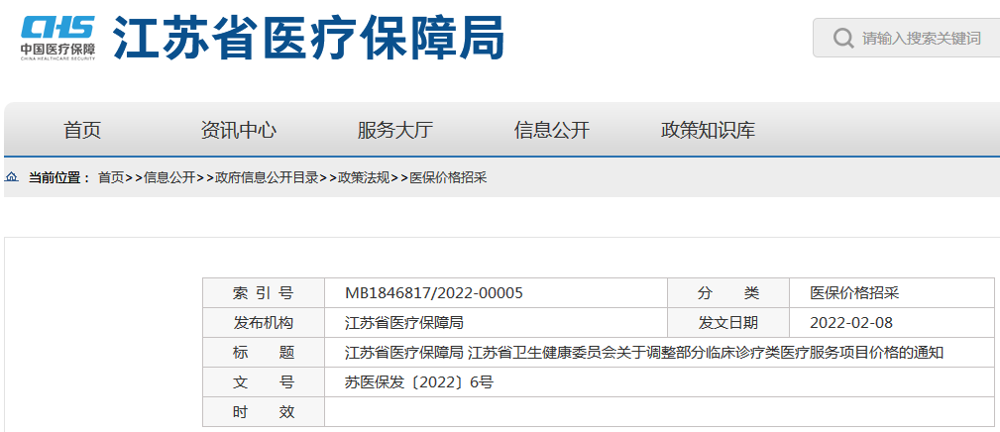 CHS
中国医疗保障
CHINA HEALTHCARE SECURITY
江苏省医疗保障局
请输入搜索关键词
首页 资讯中心 服务大厅 信息公开 政策知识库
当前位置: 首页>>信息公开>>政府信息公开目录>>政策法规>>医保价格招采
索 引 号 MB1846817/2022-00005 分 类 医保价格招采
发布机构 江苏省医疗保障局 发文日期 2022-02-08
标 题 江苏省医疗保障局 江苏省卫生健康委员会关于调整部分临床诊疗类医疗服务项目价格的通知
文 号 苏医保发〔2022〕6号
时 效